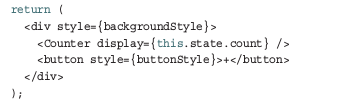 return (
  <div style={backgroundStyle}>
    <Counter display={this.state.count} />
    <button style={buttonStyle}>+</button>
  </div>
);